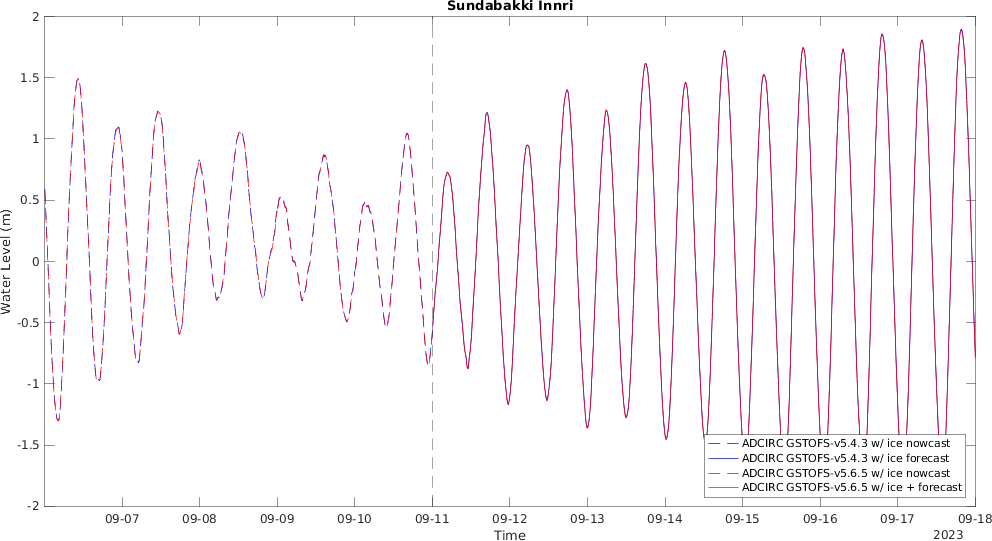 Sundabakki Innri
2
1.5
1
0.5
0
-0.5
-1
-1.5
-2
Water Level (m)
ADCIRC GSTOFS-v5.4.3 w/ ice nowcast
ADCIRC GSTOFS-v5.4.3 w/ ice forecast
ADCIRC GSTOFS-v5.6.5 w/ ice nowcast
ADCIRC GSTOFS-v5.6.5 w/ ice + forecast
09-07 09-08 09-09 09-10 09-11 09-12 09-13 09-14 09-15 09-16 09-17 09-18
Time
2023